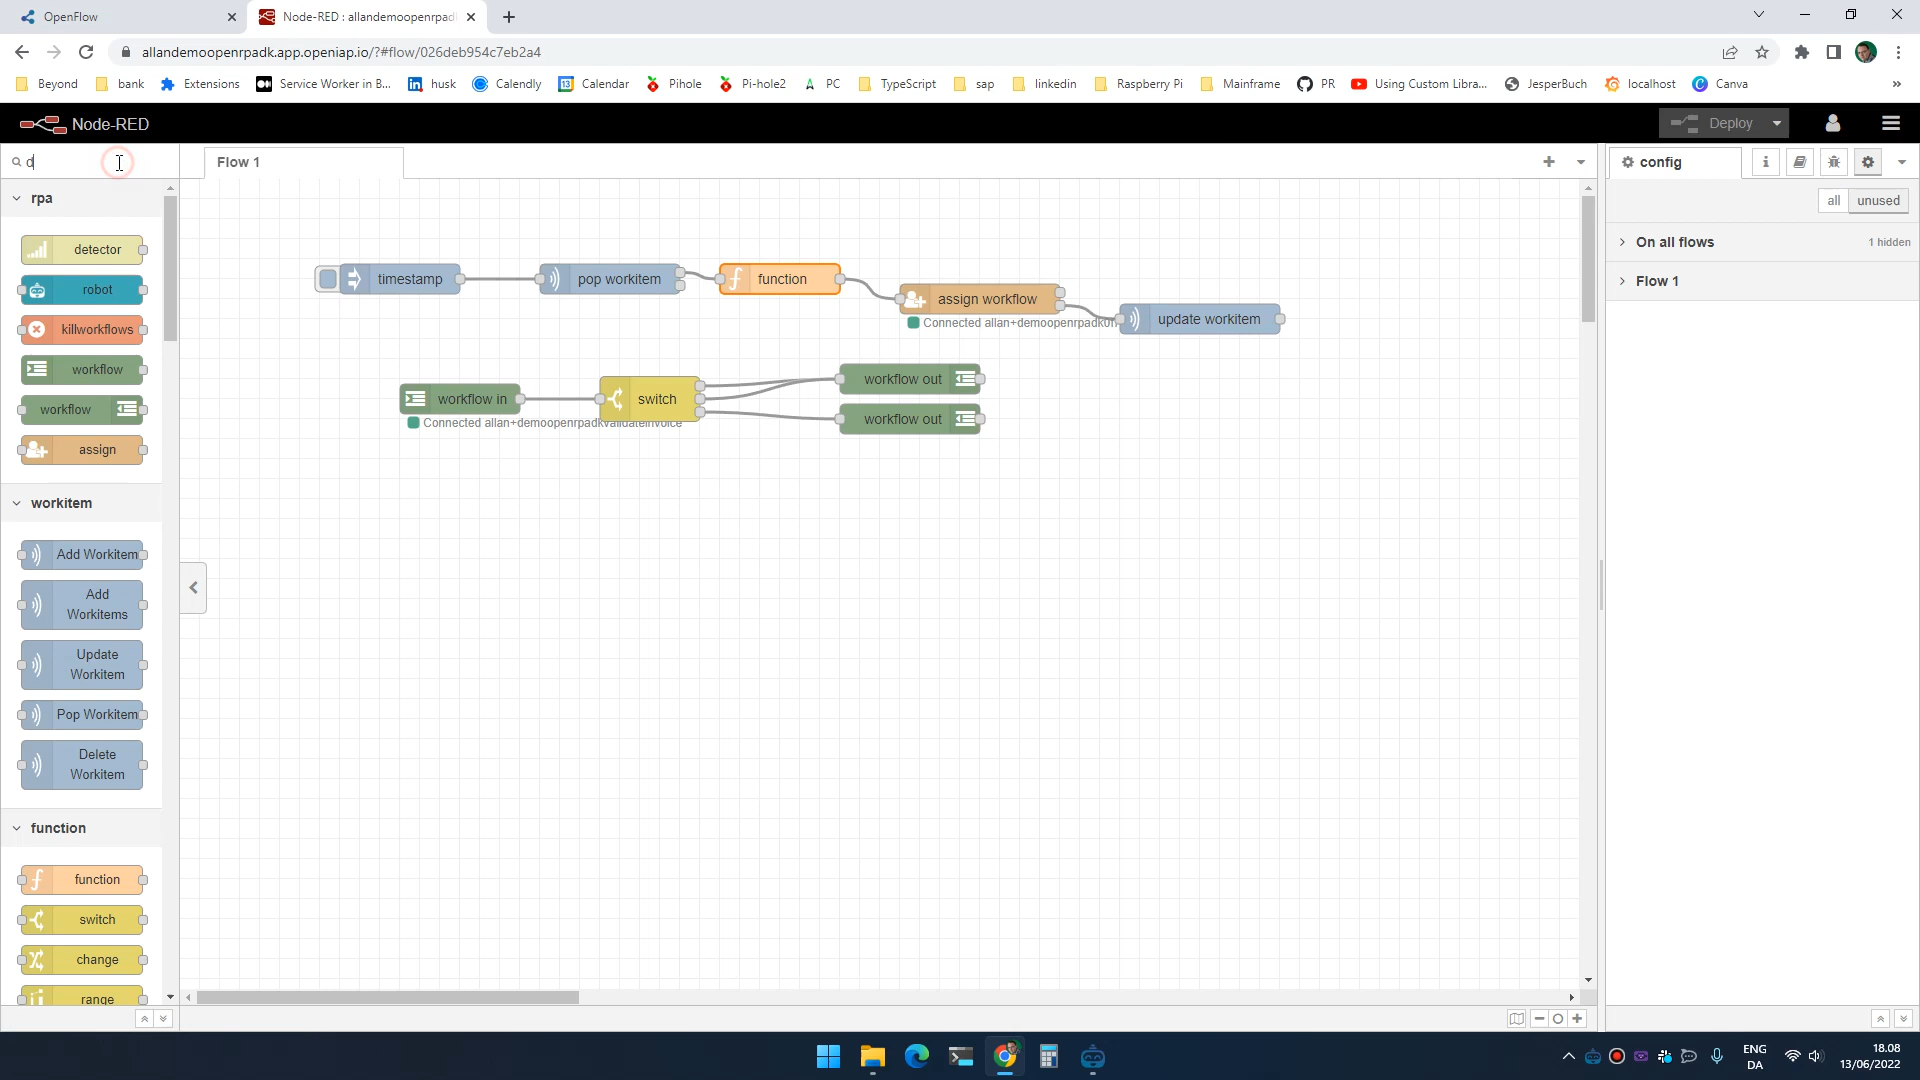 OpenFlow
Node-RED : allandemoopenrpadk
allandemoopenrpadk.app.openiap.io/?#flow/026deb954c7eb2a4
Beyond bank Extensions Service Worker in B... husk Calendly Calendar Pihole Pi-hole2 PC TypeScript sap linkedin Raspberry Pi Mainframe PR Using Custom Libra... JesperBuch localhost Canva »
Node-RED Deploy
d
Flow 1
config
all unused
On all flows 1 hidden
Flow 1
rpa
detector
robot
killworkflows
workflow
workflow
assign
workitem
Add Workitem
Add
Workitems
Update
Workitem
Pop Workitem
Delete
Workitem
function
function
switch
change
range
timestamp
pop workitem
function
assign workflow
Connected allan+demoopenrpadk
update workitem
workflow in
Connected allan+demoopenrpadkvalidateinvoice
switch
workflow out
workflow out
ENG
DA
18.08
13/06/2022